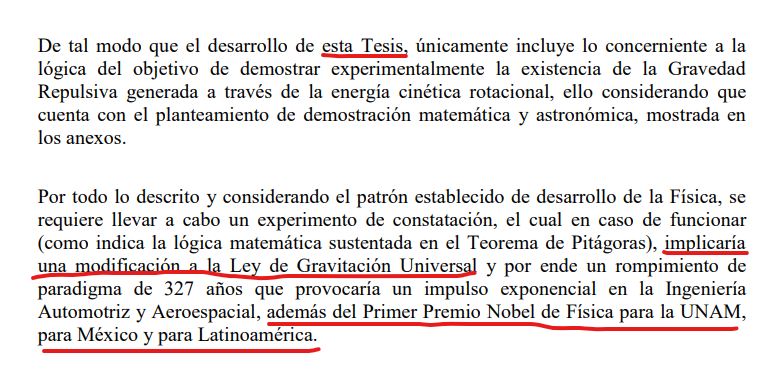 De tal modo que el desarrollo de esta Tesis, únicamente incluye lo concerniente a la
lógica del objetivo de demostrar experimentalmente la existencia de la Gravedad
Repulsiva generada a través de la energía cinética rotacional, ello considerando que
cuenta con el planteamiento de demostración matemática y astronómica, mostrada en
los anexos.
Por todo lo descrito y considerando el patrón establecido de desarrollo de la Física, se
requiere llevar a cabo un experimento de constatación, el cual en caso de funcionar
(como indica la lógica matemática sustentada en el Teorema de Pitágoras), implicaría
una modificación a la Ley de Gravitación Universal y por ende un rompimiento de
paradigma de 327 años que provocaría un impulso exponencial en la Ingeniería
Automotriz y Aeroespacial, además del Primer Premio Nobel de Física para la UNAM,
para México y para Latinoamérica.